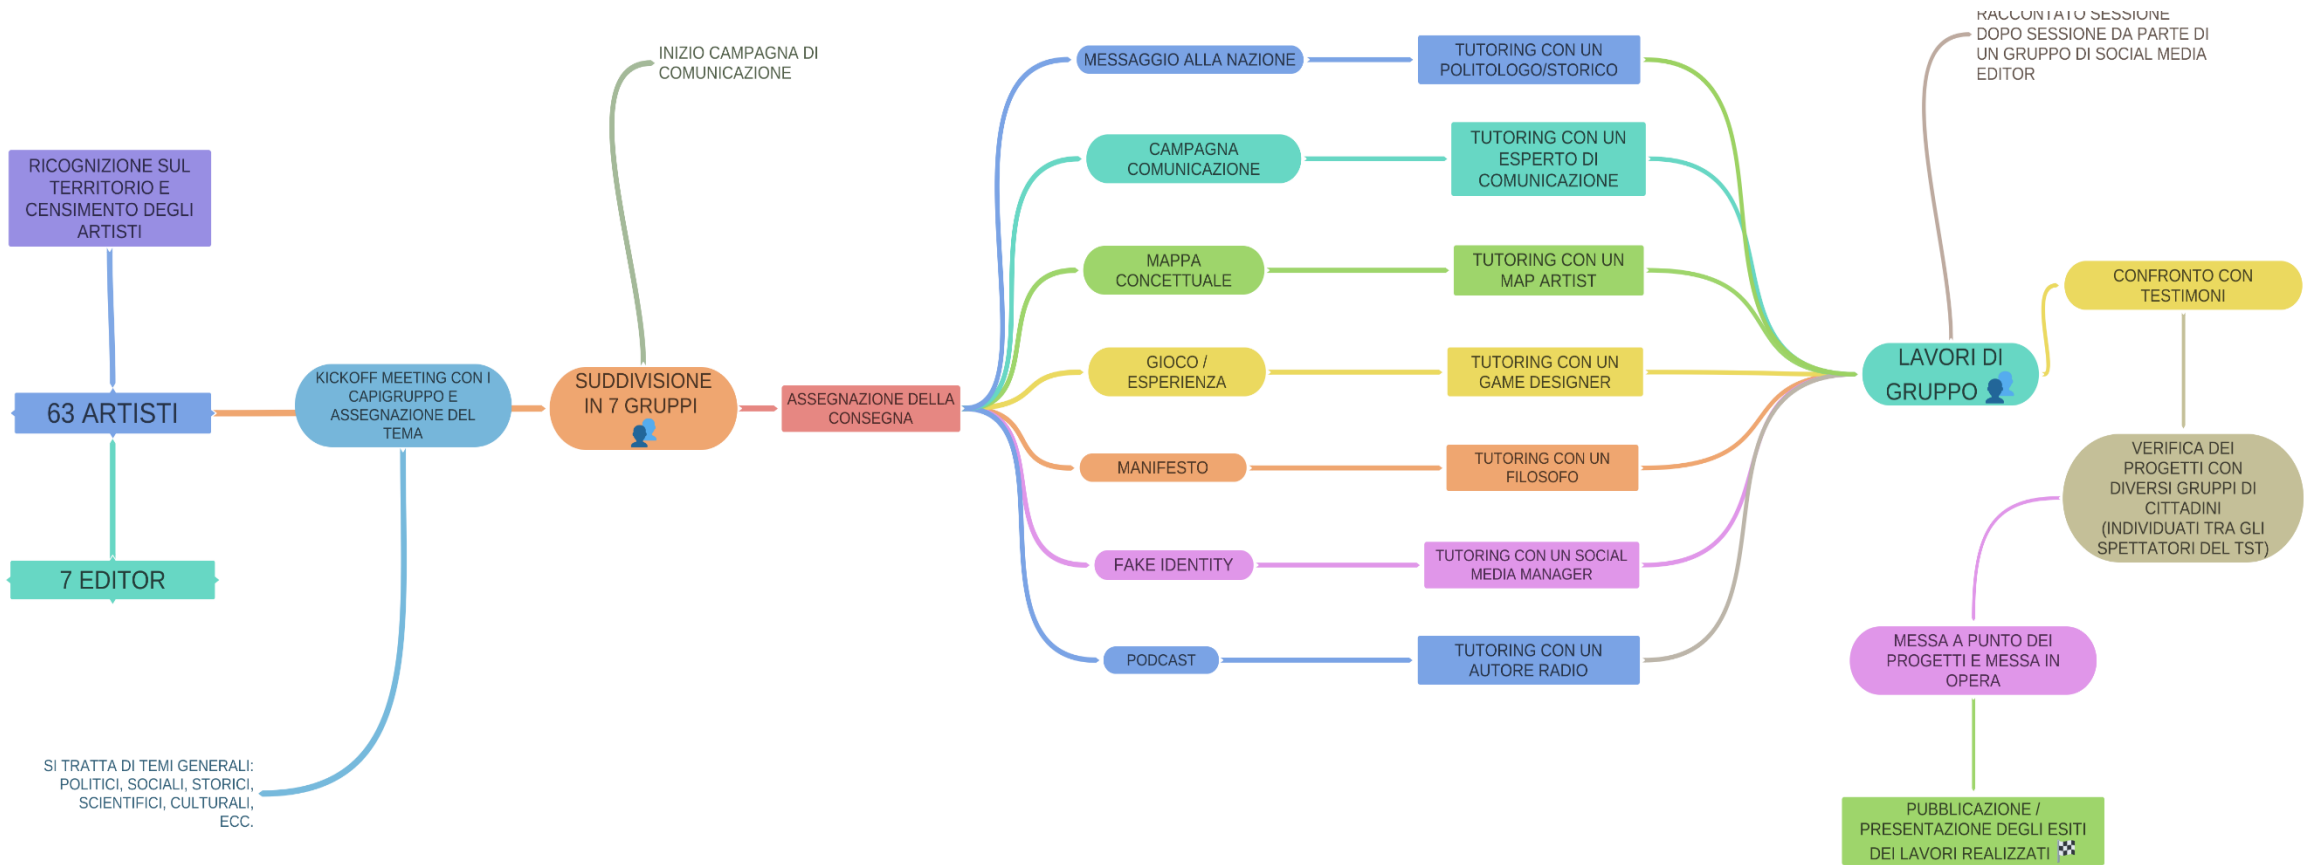 RICOGNIZIONE SUL
TERRITORIO E
CENSIMENTO DEGLI
ARTISTI
63 ARTISTI
7 EDITOR
KICKOFF MEETING CON I
CAPIGRUPPO E
ASSEGNAZIONE DEL
TEMA
SI TRATTA DI TEMI GENERALI:
POLITICI, SOCIALI, STORICI,
SCIENTIFICI, CULTURALI,
ECC.
INIZIO CAMPAGNA DI
COMUNICAZIONE
SUDDIVISIONE
IN 7 GRUPPI
ASSEGNAZIONE DELLA
CONSEGNA
MESSAGGIO ALLA NAZIONE
TUTORING CON UN
POLITOLOGO/STORICO
CAMPAGNA
COMUNICAZIONE
TUTORING CON UN
ESPERTO DI
COMUNICAZIONE
MAPPA
CONCETTUALE
TUTORING CON UN
MAP ARTIST
GIOCO /
ESPERIENZA
TUTORING CON UN
GAME DESIGNER
MANIFESTO
TUTORING CON UN
FILOSOFO
FAKE IDENTITY
TUTORING CON UN SOCIAL
MEDIA MANAGER
PODCAST
TUTORING CON UN
AUTORE RADIO
RACCONTATO SESSIONE
DOPO SESSIONE DA PARTE DI
UN GRUPPO DI SOCIAL MEDIA
EDITOR
LAVORI DI
GRUPPO
CONFRONTO CON
TESTIMONI
VERIFICA DEI
PROGETTI CON
DIVERSI GRUPPI DI
CITTADINI
(INDIVIDUATI TRA GLI
SPETTATORI DEL TST)
MESSA A PUNTO DEI
PROGETTI E MESSA IN
OPERA
PUBBLICAZIONE /
PRESENTAZIONE DEGLI ESITI
DEI LAVORI REALIZZATI